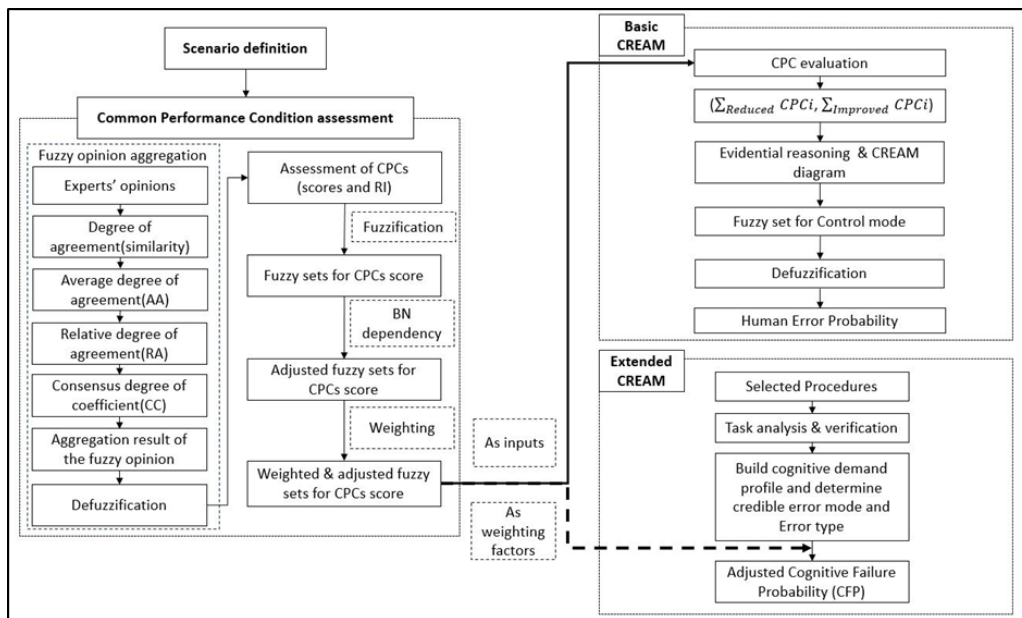 Scenario definition
Common Performance Condition assessment
Fuzzy opinion aggregation
Experts' opinions
Degree of
agreement(similarity)
Average degree of
agreement(AA)
Relative degree of
agreement(RA)
Consensus degree of
coefficient(CC)
Aggregation result of
the fuzzy opinion
Defuzzification
Assessment of CPCs
(scores and RI)
Fuzzification
Fuzzy sets for CPCs score
BN
dependency
Adjusted fuzzy sets for
CPCs score
Weighting
Weighted & adjusted fuzzy
sets for CPCs score
As inputs
As
weighting
factors
Basic
CREAM
CPC evaluation
(∑Reduced CPCi, ∑Improved CPCi)
Evidential reasoning & CREAM
diagram
Fuzzy set for Control mode
Defuzzification
Human Error Probability
Extended
CREAM
Selected Procedures
Task analysis & verification
Build cognitive demand
profile and determine
credible error mode and
Error type
Adjusted Cognitive Failure
Probability (CFP)